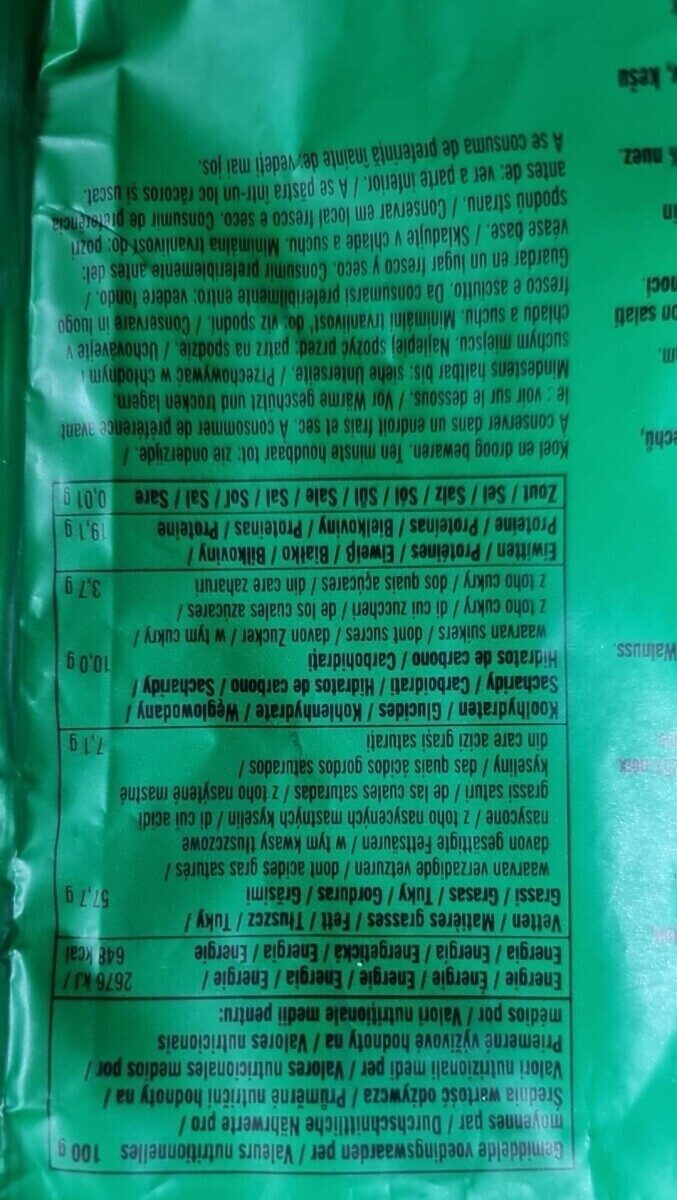 Gemiddelde voedingswaarden per / Valeurs nutritionnelles 100 g
moyennes par / Durchschnittliche Nährwerte pro /
Średnia wartość odżywcza / Průměrné nutriční hodnoty na /
Valori nutrizionali medi per / Valores nutricionales medios por /
Priemerné výživové hodnoty na / Valores nutricionais
médios por / Valori nutriționale medii pentru:
Energie / Énergie / Energie / Energia / Energie / 2676 kJ /
Energia / Energía / Energetická / Energia / Energie 648 kcal
Vetten / Matières grasses / Fett / Tłuszcz / Tuky /
Grassi / Grasas / Tuky / Gorduras / Grăsimi 57,7 g
waarvan verzadigde vetzuren / dont acides gras saturés /
davon gesättigte Fettsäuren / w tym kwasy tłuszczowe
nasycone / z toho nasycených mastných kyselin / di cui acidi
grassi saturi / de las cuales saturadas / z toho nasýtené mastné
kyseliny / das quais ácidos gordos saturados /
din care acizi grași saturați 7,1 g
Koolhydraten / Glucides / Kohlenhydrate / Węglowodany /
Sacharidy / Carboidrati / Hidratos de carbono / Sacharidy /
Hidratos de carbono / Carbohidrați 10,0 g
waarvan suikers / dont sucres / davon Zucker / w tym cukry /
z toho cukry / di cui zuccheri / de los cuales azúcares /
z toho cukry / dos quais açúcares / din care zaharuri 3,7 g
Eiwitten / Protéines / Eiweiß / Białko / Bílkoviny /
Proteine / Proteínas / Bielkoviny / Proteínas / Proteine 19,1 g
Zout / Sel / Salz / Sól / Sůl / Sale / Sal / Soľ / Sal / Sare 0,01 g
Koel en droog bewaren. Ten minste houdbaar tot: zie onderzijde. /
À conserver dans un endroit frais et sec. À consommer de préférence avant
le : voir sur le dessous. / Vor Wärme geschützt und trocken lagern.
Mindestens haltbar bis: siehe Unterseite. / Przechowywać w chłodnym i
suchym miejscu. Najlepiej spożyć przed: patrz na spodzie. / Uchovávejte v
chladu a suchu. Minimální trvanlivost do: viz spodní. / Conservare in luogo
fresco e asciutto. Da consumarsi preferibilmente entro: vedere fondo. /
Guardar en un lugar fresco y seco. Consumir preferiblemente antes del:
véase base. / Skladujte v chlade a suchu. Minimálna trvanlivosť do: pozri
spodnú stranu. / Conservar em local fresco e seco. Consumir de preferência
antes de: ver a parte inferior. / A se păstra într-un loc răcoros și uscat.
A se consuma de preferință înainte de: vedeți mai jos.
Walnuss.
nuez.
kešu